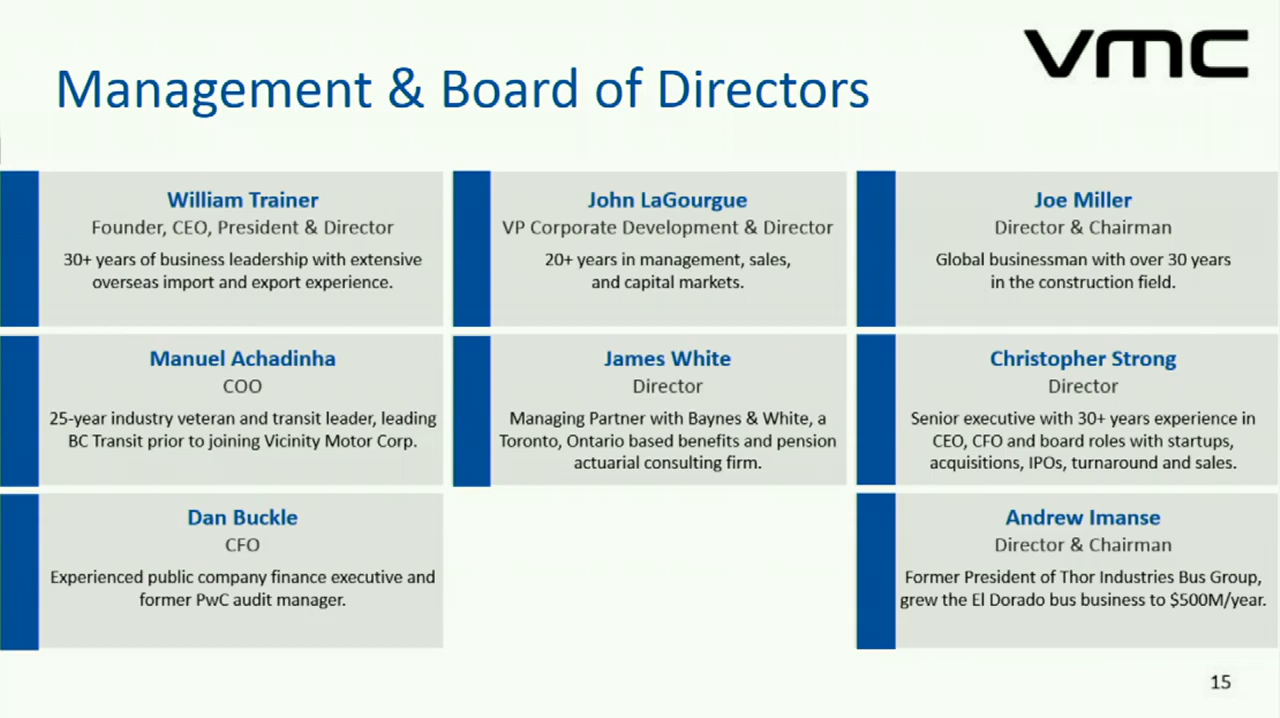 VMC
Management & Board of Directors
William Trainer
Founder, CEO, President & Director
30+ years of business leadership with extensive
overseas import and export experience.
John LaGourgue
VP Corporate Development & Director
20+ years in management, sales,
and capital markets.
Joe Miller
Director & Chairman
Global businessman with over 30 years
in the construction field.
Manuel Achadinha
COO
25-year industry veteran and transit leader, leading
BC Transit prior to joining Vicinity Motor Corp.
James White
Director
Managing Partner with Baynes & White, a
Toronto, Ontario based benefits and pension
actuarial consulting firm.
Christopher Strong
Director
Senior executive with 30+ years experience in
CEO, CFO and board roles with startups,
acquisitions, IPOs, turnaround and sales.
Dan Buckle
CFO
Experienced public company finance executive and
former PwC audit manager.
Andrew Imanse
Director & Chairman
Former President of Thor Industries Bus Group,
grew the El Dorado bus business to $500M/year.
15